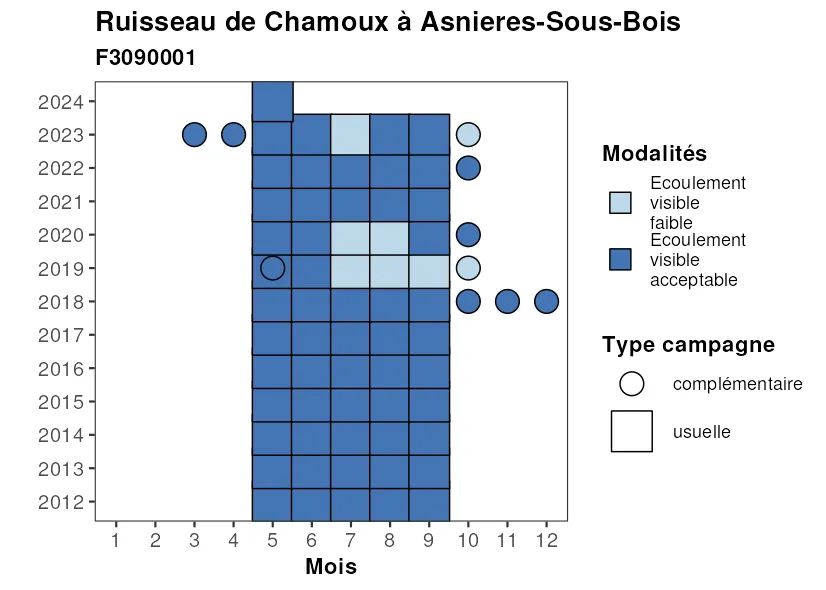 Ruisseau de Chamoux à Asnieres-Sous-Bois
F3090001
2024
2023
2022
2021
2020
2019
2018
2017
2016
2015
2014
2013
2012
1 2 3 4 5 6 7 8 9 10 11 12
Mois
Modalités
Ecoulement
visible
faible
Ecoulement
visible
acceptable
Type campagne
complémentaire
usuelle